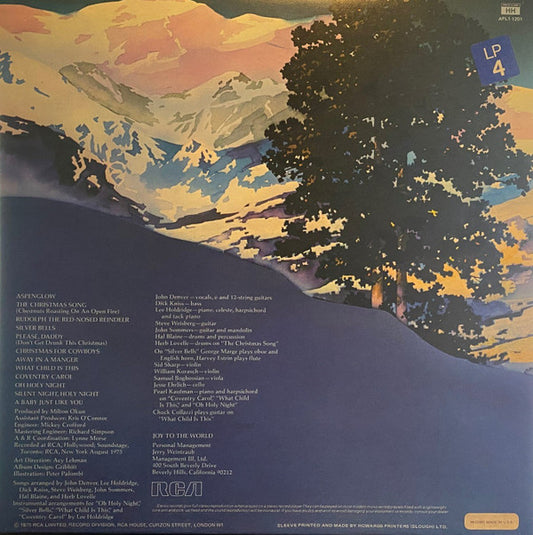 HH
APL1-1201
LP
4
ASPENGLOW
THE CHRISTMAS SONG
(Chestnuts Roasting On An Open Fire)
RUDOLPH THE RED-NOSED REINDEER
SILVER BELLS
PLEASE, DADDY
(Don't Get Drunk This Christmas)
CHRISTMAS FOR COWBOYS
AWAY IN A MANGER
WHAT CHILD IS THIS
COVENTRY CAROL
OH HOLY NIGHT
SILENT NIGHT, HOLY NIGHT
A BABY JUST LIKE YOU
Produced by Milton Okun
Assistant Producer: Kris O'Connor
Engineer: Mickey Crofford
Mastering Engineer: Richard Simpson
A & R Coordination: Lynne Morse
Recorded at RCA, Hollywood; Soundstage,
Toronto; RCA, New York August 1975
Art Direction: Acy Lehman
Album Design: Gribbitt
Illustration: Peter Palombi
Songs arranged by John Denver, Lee Holdridge,
Dick Kniss, Steve Weisberg, John Sommers,
Hal Blaine, and Herb Lovelle
Instrumental arrangements for "Oh Holy Night,"
"Silver Bells," "What Child Is This" and
"Coventry Carol" by Lee Holdridge
John Denver—vocals, 6 and 12-string guitars
Dick Kniss—bass
Lee Holdridge—piano, celeste, harpsichord
and tack piano
Steve Weisberg—guitar
John Sommers—guitar and mandolin
Hal Blaine—drums and percussion
Herb Lovelle—drums on "The Christmas Song"
On "Silver Bells" George Marge plays oboe and
English horn, Harvey Estrin plays flute
Sid Sharp—violin
William Kurasch—violin
Samuel Boghossian—viola
Jesse Ehrlich—cello
Pearl Kaufman—piano and harpsichord
on "Coventry Carol," "What Child
Is This," and "Oh Holy Night"
Chuck Collazzi plays guitar on
"What Child Is This"
JOY TO THE WORLD
Personal Management
Jerry Weintraub
Management III, Ltd.
400 South Beverly Drive
Beverly Hills, California 90212
RCA
© 1975 RCA LIMITED, RECORD DIVISION, RCA HOUSE, CURZON STREET, LONDON W1
SLEEVE PRINTED AND MADE BY HOWARDS PRINTERS (SLOUGH) LTD.